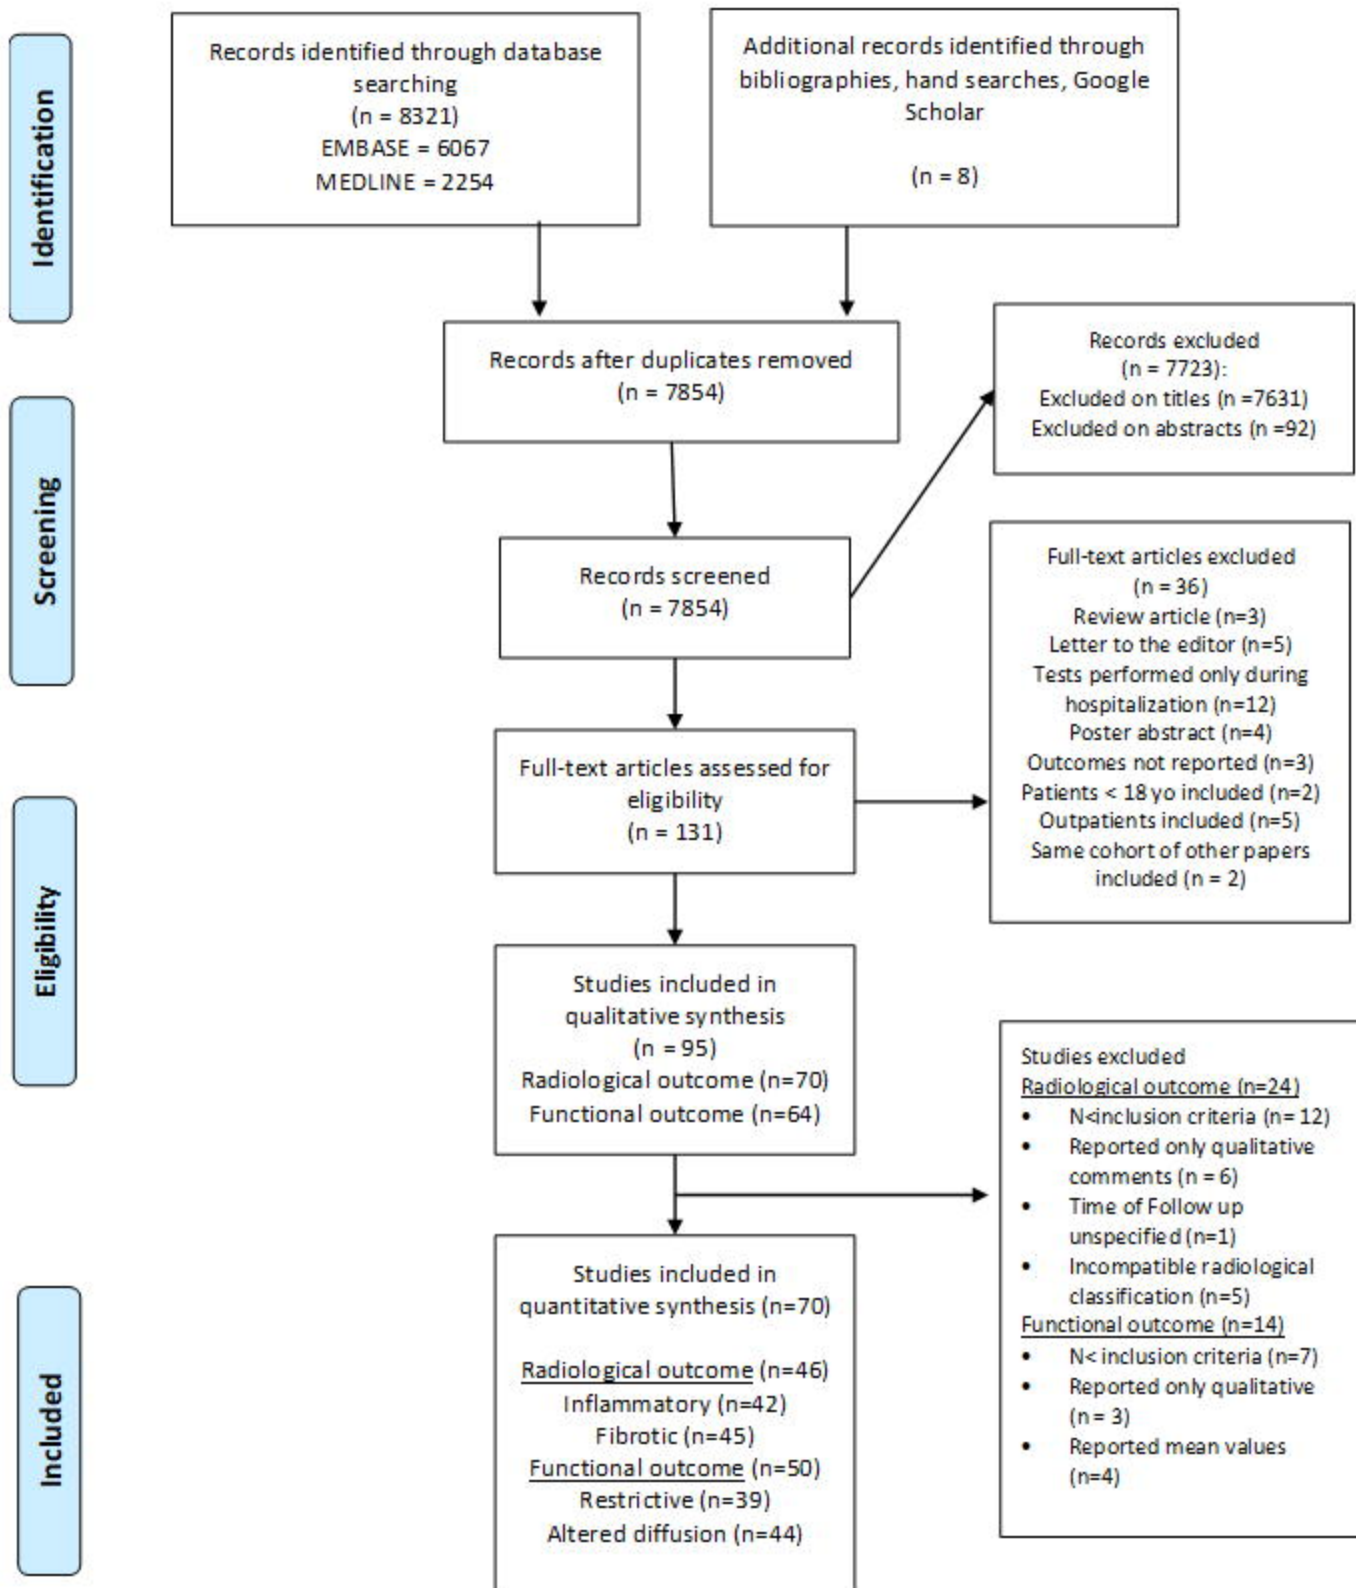 Identification
Records identified through database
searching
(n = 8321)
EMBASE = 6067
MEDLINE = 2254
Additional records identified through
bibliographies, hand searches, Google
Scholar
(n = 8)
Records after duplicates removed
(n = 7854)
Records excluded
(n = 7723):
Excluded on titles (n =7631)
Excluded on abstracts (n =92)
Screening
Records screened
(n = 7854)
Full-text articles excluded
(n = 36)
Review article (n=3)
Letter to the editor (n=5)
Tests performed only during
hospitalization (n=12)
Poster abstract (n=4)
Outcomes not reported (n=3)
Patients < 18 yo included (n=2)
Outpatients included (n=5)
Same cohort of other papers
included (n = 2)
Eligibility
Full-text articles assessed for
eligibility
(n = 131)
Studies included in
qualitative synthesis
(n = 95)
Radiological outcome (n=70)
Functional outcome (n=64)
Studies excluded
Radiological outcome (n=24)
• N<inclusion criteria (n= 12)
• Reported only qualitative
comments (n = 6)
• Time of Follow up
unspecified (n=1)
• Incompatible radiological
classification (n=5)
Functional outcome (n=14)
• N< inclusion criteria (n=7)
• Reported only qualitative
(n = 3)
• Reported mean values
(n=4)
Included
Studies included in
quantitative synthesis (n=70)
Radiological outcome (n=46)
Inflammatory (n=42)
Fibrotic (n=45)
Functional outcome (n=50)
Restrictive (n=39)
Altered diffusion (n=44)